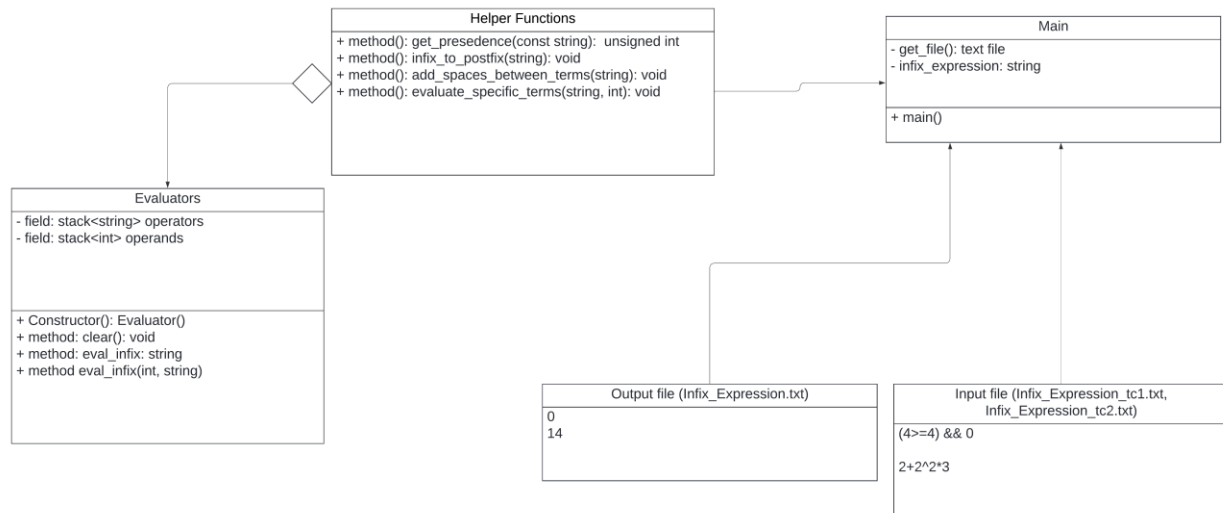 Helper Functions
+ method(): get_presedence(const string):  unsigned int
+ method(): infix_to_postfix(string): void
+ method(): add_spaces_between_terms(string): void
+ method(): evaluate_specific_terms(string, int): void
Main
- get_file(): text file
- infix_expression: string
+ main()
Evaluators
- field: stack<string> operators
- field: stack<int> operands
+ Constructor(): Evaluator()
+ method: clear(): void
+ method: eval_infix: string
+ method eval_infix(int, string)
Output file (Infix_Expression.txt)
0
14
Input file (Infix_Expression_tc1.txt,
Infix_Expression_tc2.txt)
(4>=4) && 0
2+2^2*3